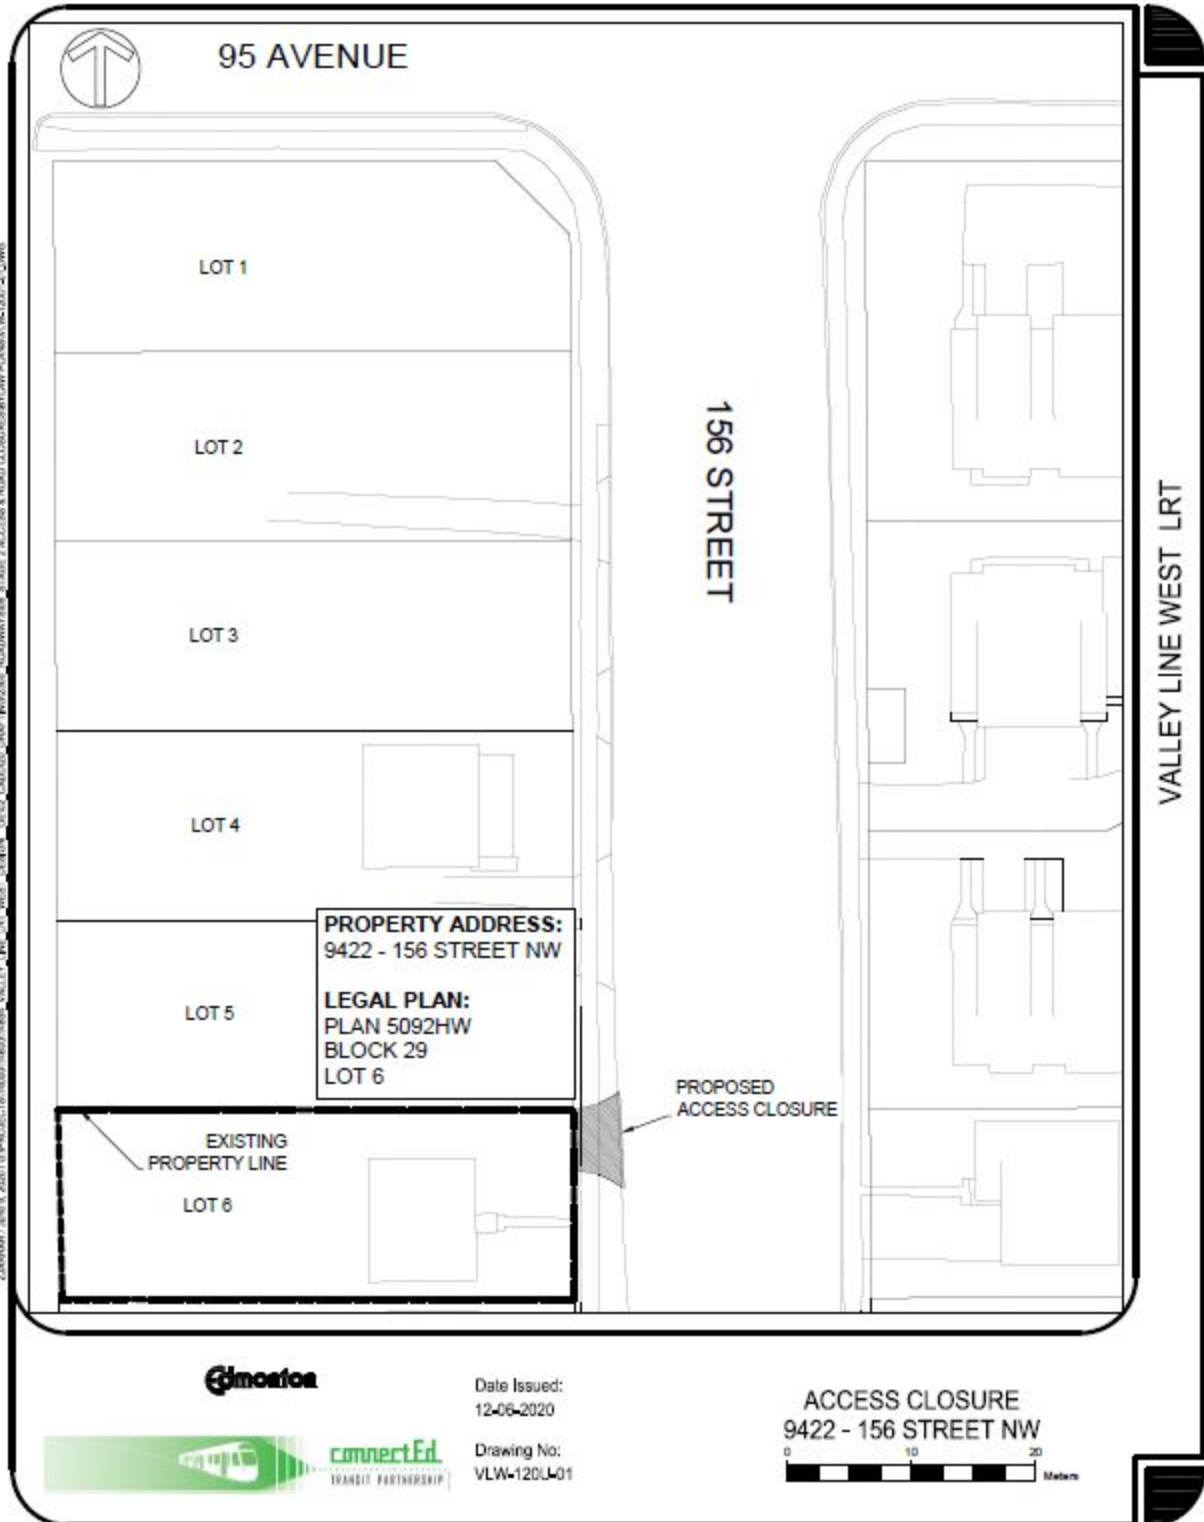 95 AVENUE
LOT 1
LOT 2
156 STREET
LOT 3
LOT 4
PROPERTY ADDRESS:
9422 - 156 STREET NW
LEGAL PLAN:
PLAN 5092HW
BLOCK 29
LOT 6
LOT 5
PROPOSED
ACCESS CLOSURE
EXISTING
PROPERTY LINE
LOT 6
VALLEY LINE WEST LRT
Edmonton
connectEd
TRANSIT PARTNERSHIP
Date Issued:
12-06-2020
Drawing No:
VLW-120U-01
ACCESS CLOSURE
9422 - 156 STREET NW
0 10 20
Meters